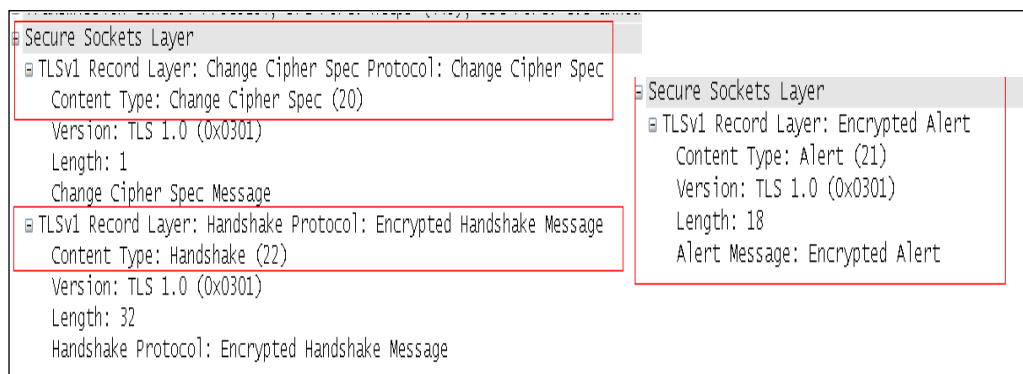 Secure Sockets Layer
TLSv1 Record Layer: Change Cipher Spec Protocol: Change Cipher Spec
Content Type: Change Cipher Spec (20)
Version: TLS 1.0 (0x0301)
Length: 1
Change Cipher Spec Message
TLSv1 Record Layer: Handshake Protocol: Encrypted Handshake Message
Content Type: Handshake (22)
Version: TLS 1.0 (0x0301)
Length: 32
Handshake Protocol: Encrypted Handshake Message
Secure Sockets Layer
TLSv1 Record Layer: Encrypted Alert
Content Type: Alert (21)
Version: TLS 1.0 (0x0301)
Length: 18
Alert Message: Encrypted Alert